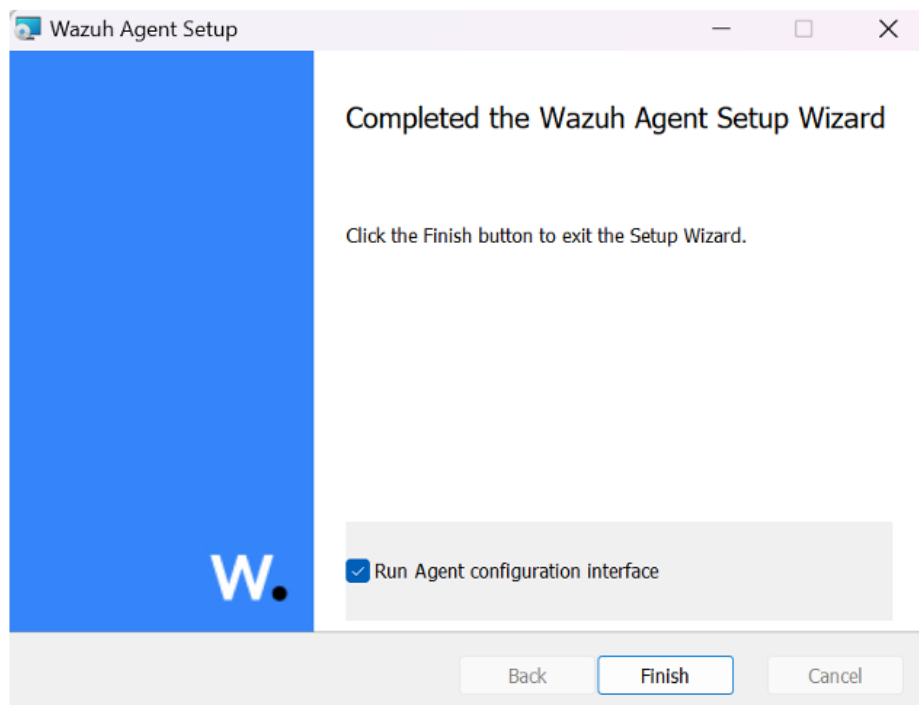 Wazuh Agent Setup
Completed the Wazuh Agent Setup Wizard
Click the Finish button to exit the Setup Wizard.
W.
Run Agent configuration interface
Back
Finish
Cancel